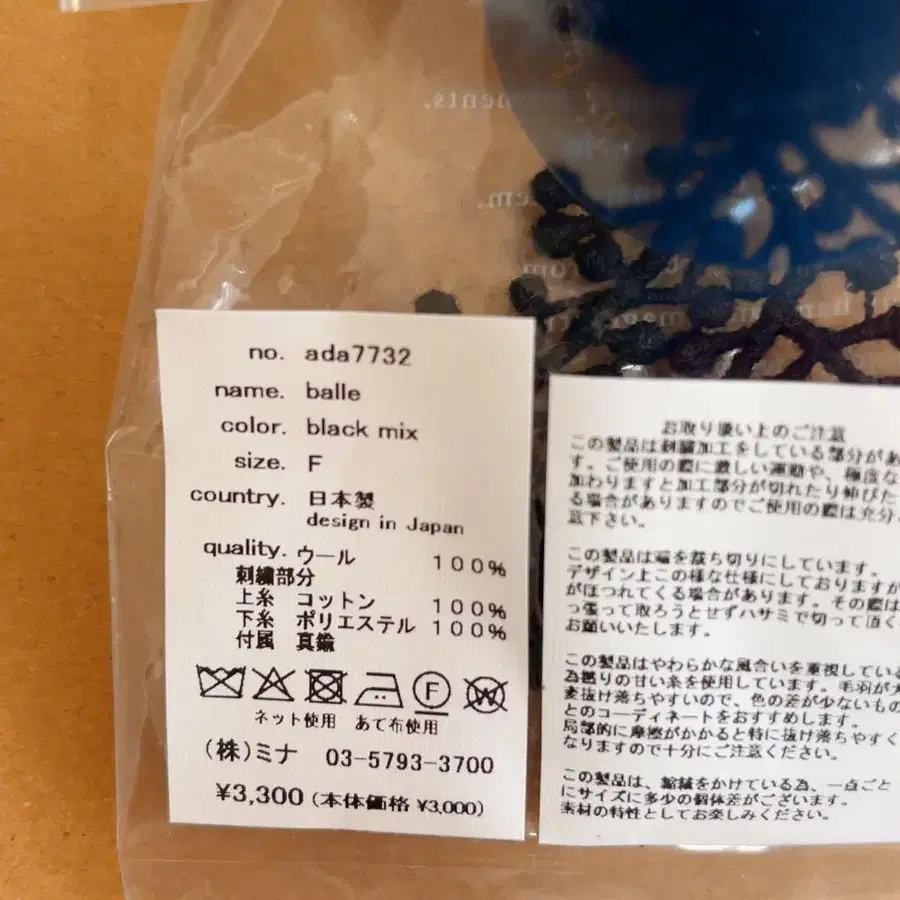 no. ada7732
name. balle
color. black mix
size. F
country. 日本製
design in Japan
quality. ウール 100%
刺繍部分
上糸 コットン 100%
下糸 ポリエステル 100%
付属 真鍮
F
W
ネット使用 あて布使用
(株)ミナ 03-5793-3700
¥3,300 (本体価格 ¥3,000)
お取り扱い上のご注意
この製品は刺繍加工をしている部分があ
す。ご使用の際に激しい運動や、極度な
加わりますと加工部分が切れたり伸びた
る場合がありますのでご使用の際は充分
意下さい。
この製品は端を裁ち切りにしています。
デザイン上この様な仕様にしておりますが
がほつれてくる場合があります。その際は
っ張って取ろうとせずハサミで切って頂く
お願いいたします。
この製品はやわらかな風合いを重視している
為撚りの甘い糸を使用しています。毛羽が
素抜け落ちやすいので、色の差が少ないもの
とのコーディネートをおすすめします。
局部的に摩擦がかかると特に抜け落ちやすく
なりますので十分にご注意ください。
この製品は、縮絨をかけている為、一点ごと
にサイズに多少の個体差がございます。
素材の特性としてお楽しみください。